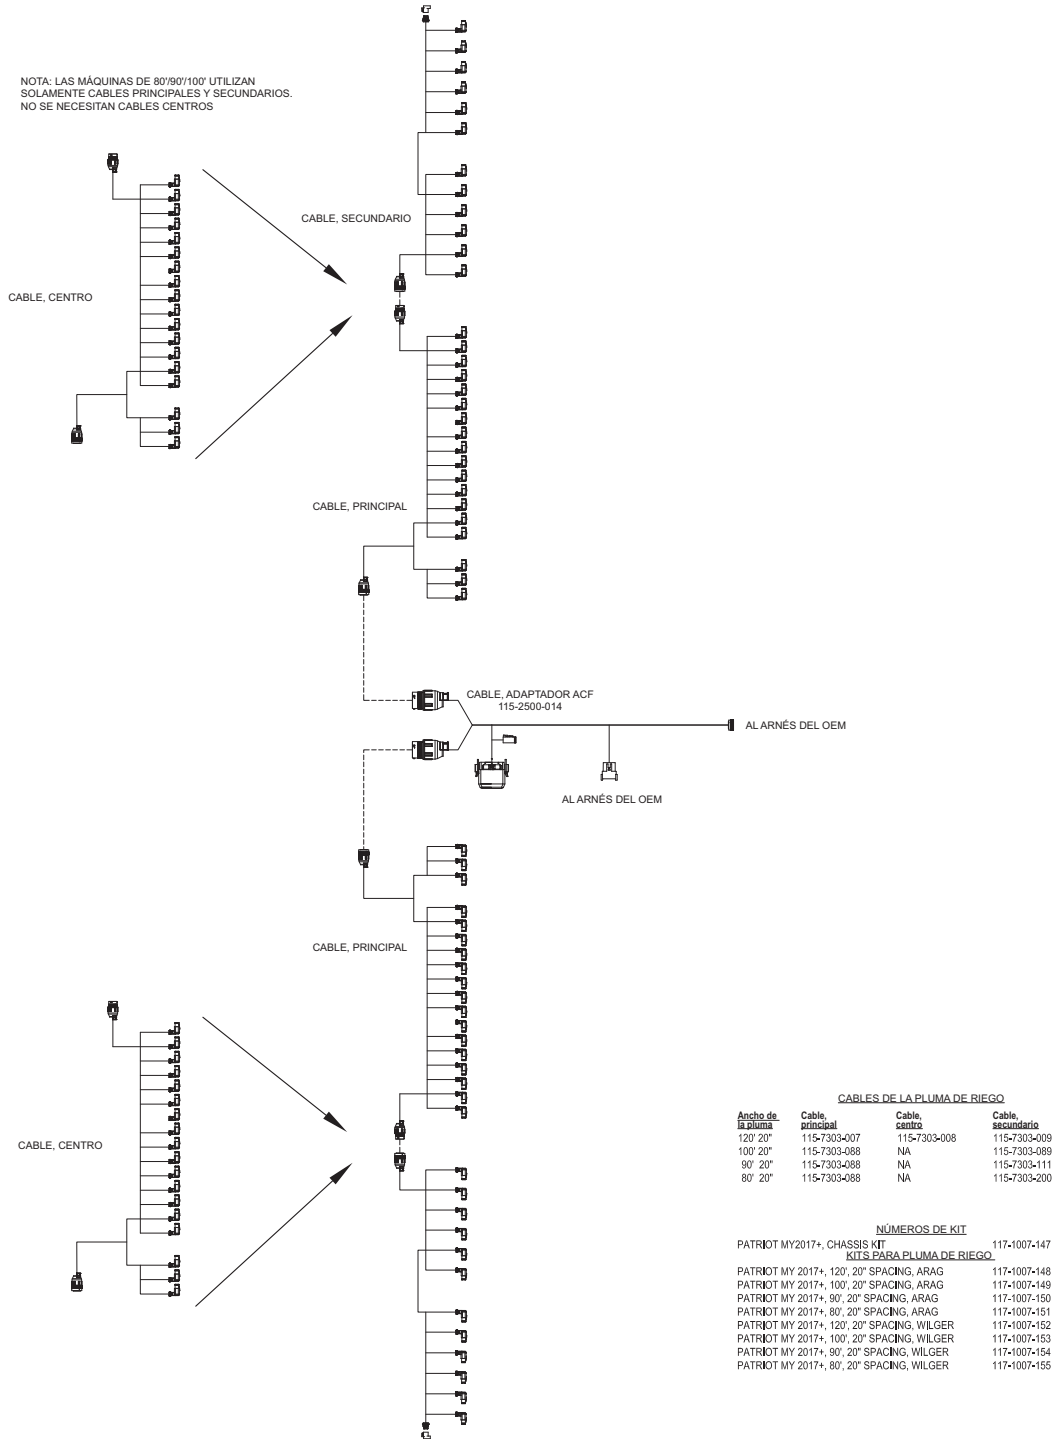 NOTA: LAS MÁQUINAS DE 80'/90'/100' UTILIZAN
SOLAMENTE CABLES PRINCIPALES Y SECUNDARIOS.
NO SE NECESITAN CABLES CENTROS
CABLE, SECUNDARIO
CABLE, CENTRO
CABLE, PRINCIPAL
CABLE, ADAPTADOR ACF
115-2500-014
AL ARNÉS DEL OEM
AL ARNÉS DEL OEM
CABLE, PRINCIPAL
CABLE, CENTRO
CABLES DE LA PLUMA DE RIEGO
Ancho de la pluma Cable, principal Cable, centro Cable, secundario
120' 20" 115-7303-007 115-7303-008 115-7303-009
100' 20" 115-7303-088 NA 115-7303-089
90' 20" 115-7303-088 NA 115-7303-111
80' 20" 115-7303-088 NA 115-7303-200
NÚMEROS DE KIT
PATRIOT MY2017+, CHASSIS KIT 117-1007-147
KITS PARA PLUMA DE RIEGO
PATRIOT MY 2017+, 120', 20" SPACING, ARAG 117-1007-148
PATRIOT MY 2017+, 100', 20" SPACING, ARAG 117-1007-149
PATRIOT MY 2017+, 90', 20" SPACING, ARAG 117-1007-150
PATRIOT MY 2017+, 80', 20" SPACING, ARAG 117-1007-151
PATRIOT MY 2017+, 120', 20" SPACING, WILGER 117-1007-152
PATRIOT MY 2017+, 100', 20" SPACING, WILGER 117-1007-153
PATRIOT MY 2017+, 90', 20" SPACING, WILGER 117-1007-154
PATRIOT MY 2017+, 80', 20" SPACING, WILGER 117-1007-155